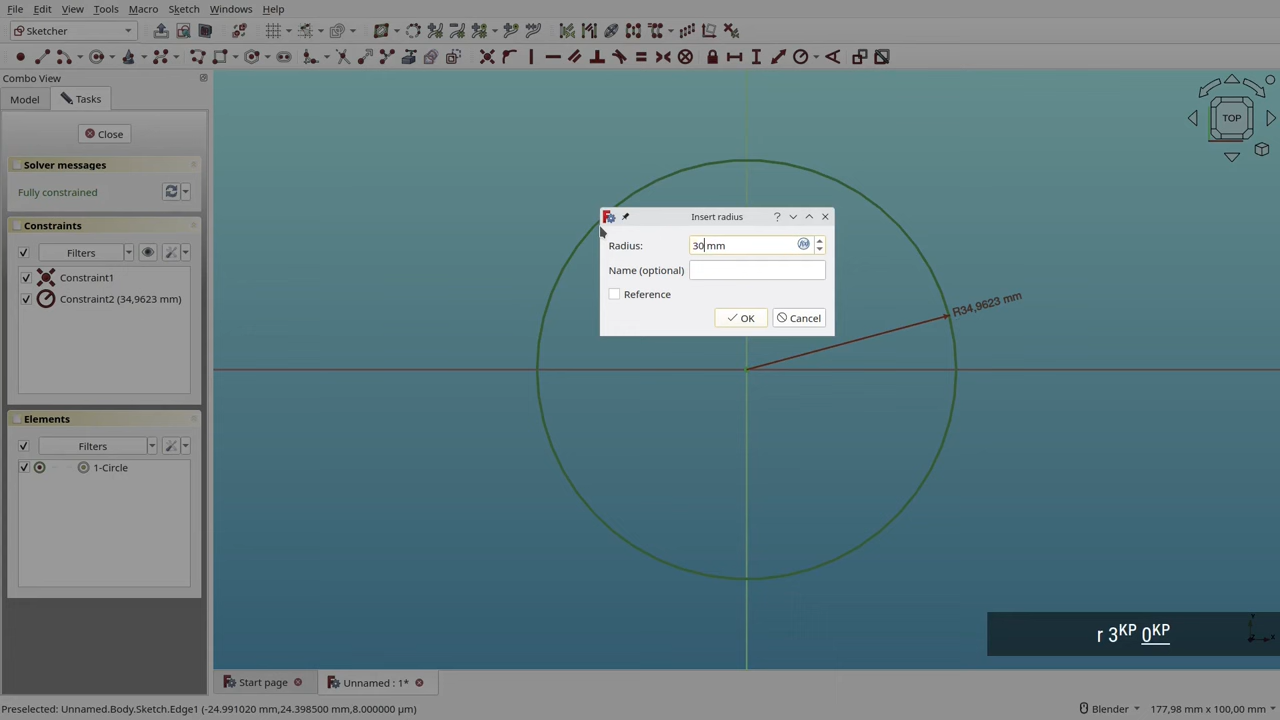 File Edit View Tools Macro Sketch Windows Help
Sketcher
Combo View
Model Tasks
Close
Solver messages
Fully constrained
Constraints
Filters
Constraint1
Constraint2 (34,9623 mm)
Elements
Filters
1-Circle
TOP
Insert radius
Radius: 30 mm
Name (optional)
Reference
OK Cancel
R34,9623 mm
r 3KP 0KP
Start page Unnamed : 1*
Preselected: Unnamed.Body.Sketch.Edge1 (-24.991020 mm,24.398500 mm,8.000000 µm) Blender 177,98 mm x 100,00 mm